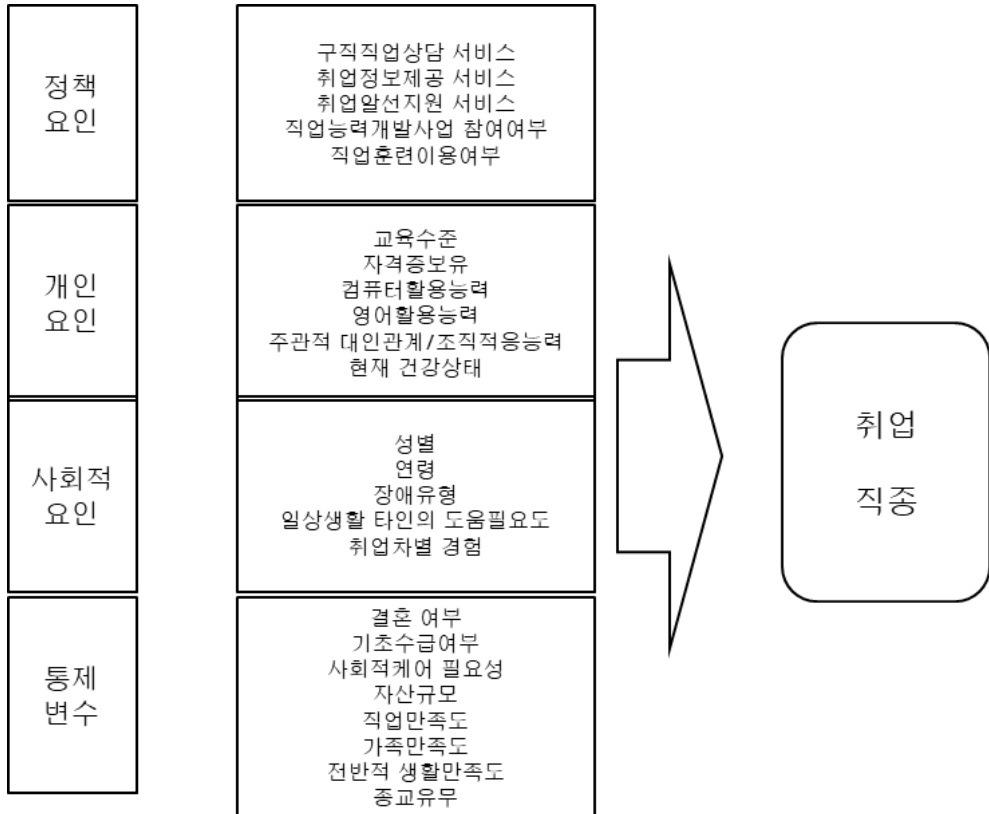 정책
요인
구직직업상담 서비스
취업정보제공 서비스
취업알선지원 서비스
직업능력개발사업 참여여부
직업훈련이용여부
개인
요인
교육수준
자격증보유
컴퓨터활용능력
영어활용능력
주관적 대인관계/조직적응능력
현재 건강상태
사회적
요인
성별
연령
장애유형
일상생활 타인의 도움필요도
취업차별 경험
통제
변수
결혼 여부
기초수급여부
사회적케어 필요성
자산규모
직업만족도
가족만족도
전반적 생활만족도
종교유무
취업
직종